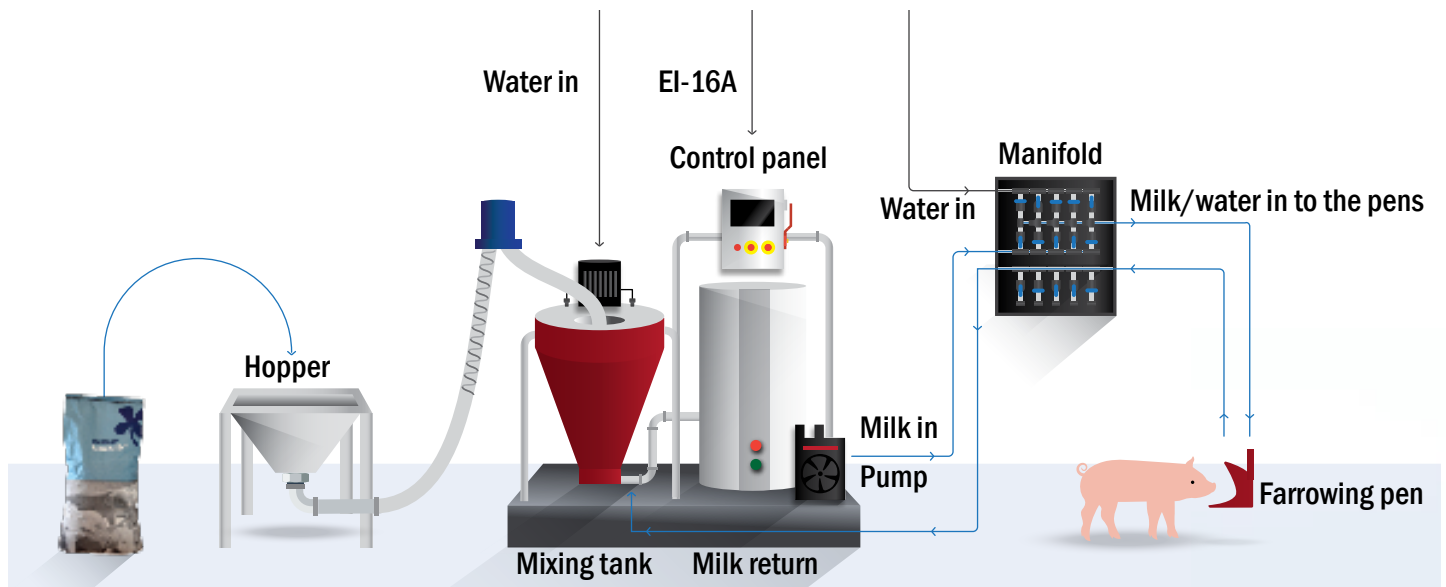 Water in
EI-16A
Control panel
Manifold
Water in
Milk/water in to the pens
Hopper
Milk in
Pump
Farrowing pen
Mixing tank
Milk return